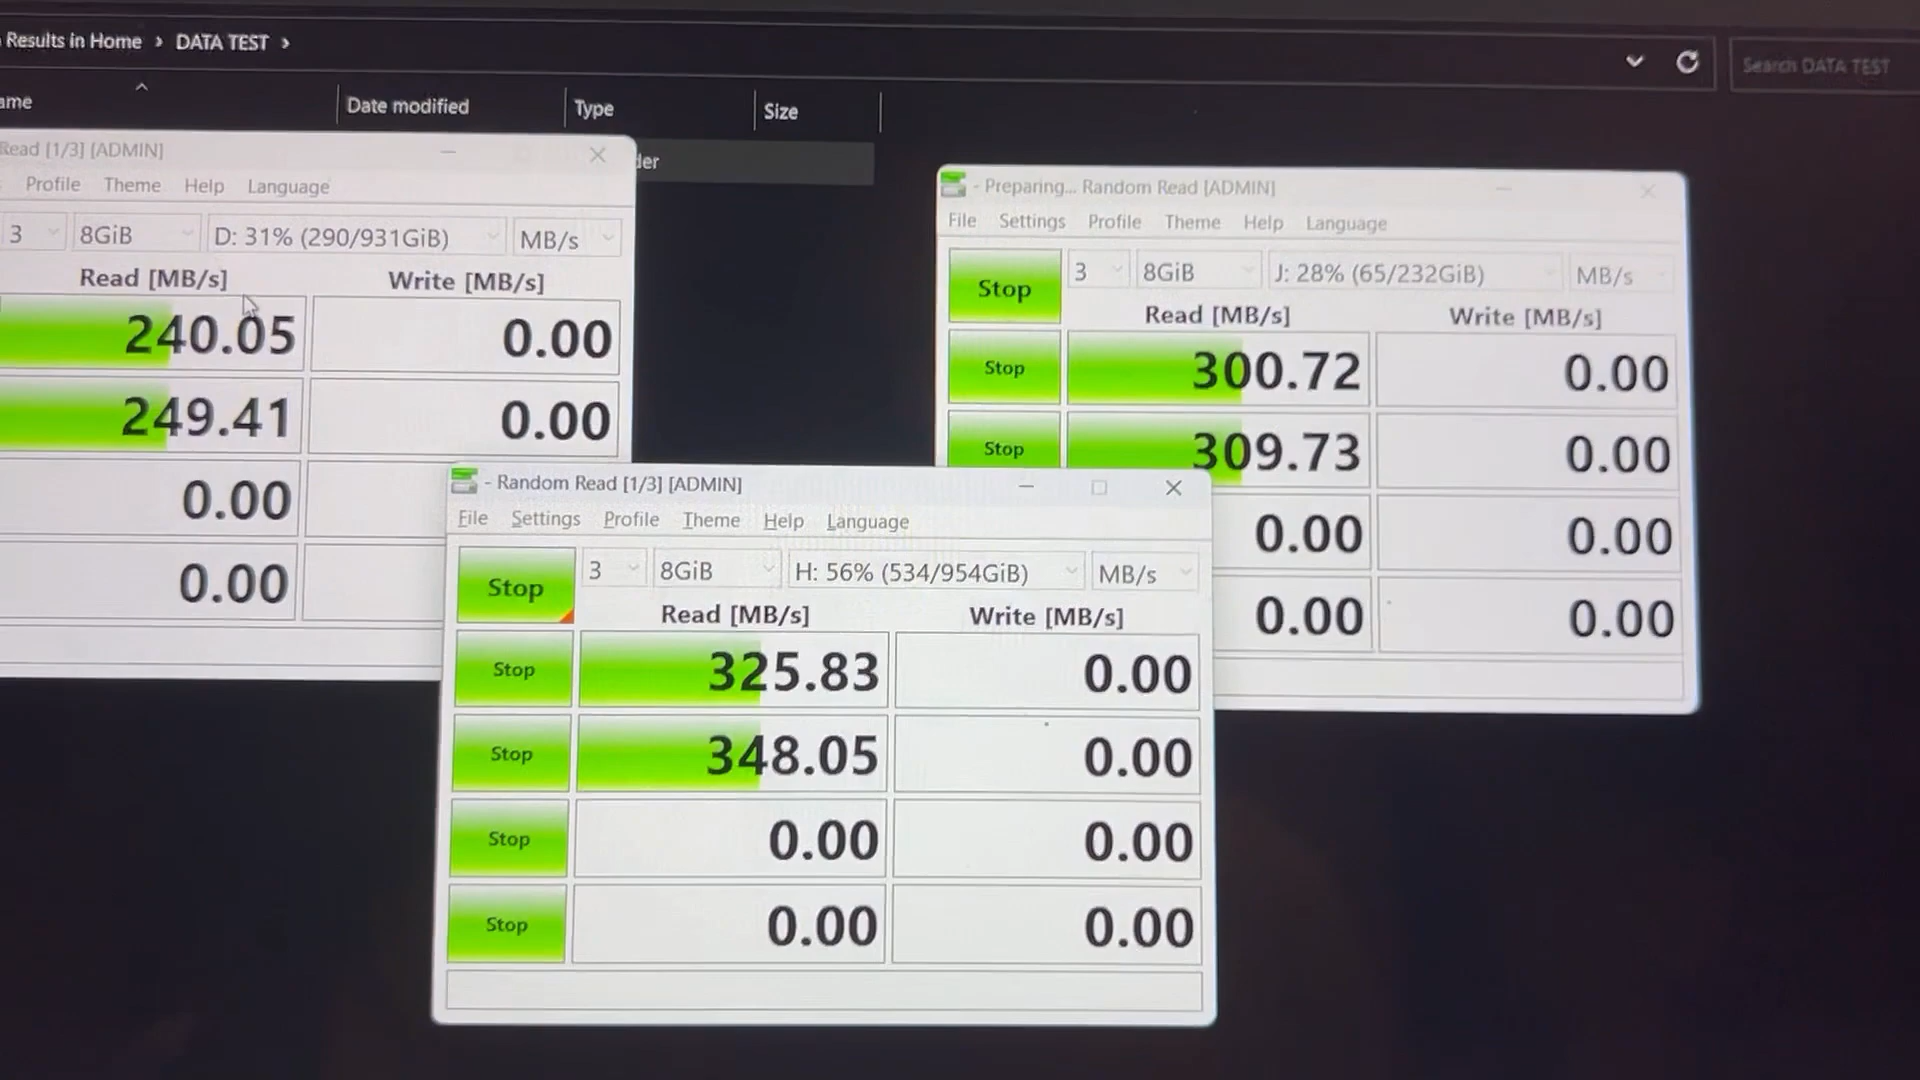 Results in Home › DATA TEST ›
Search DATA TEST
Date modified
Type
Size
der
Read [1/3] [ADMIN]
Profile Theme Help Language
3 8GiB D: 31% (290/931GiB) MB/s
Read [MB/s] Write [MB/s]
240.05 0.00
249.41 0.00
0.00
0.00
- Preparing... Random Read [ADMIN]
File Settings Profile Theme Help Language
Stop 3 8GiB J: 28% (65/232GiB) MB/s
Read [MB/s] Write [MB/s]
Stop 300.72 0.00
Stop 309.73 0.00
0.00 0.00
0.00 0.00
- Random Read [1/3] [ADMIN]
File Settings Profile Theme Help Language
Stop 3 8GiB H: 56% (534/954GiB) MB/s
Read [MB/s] Write [MB/s]
Stop 325.83 0.00
Stop 348.05 0.00
Stop 0.00 0.00
Stop 0.00 0.00